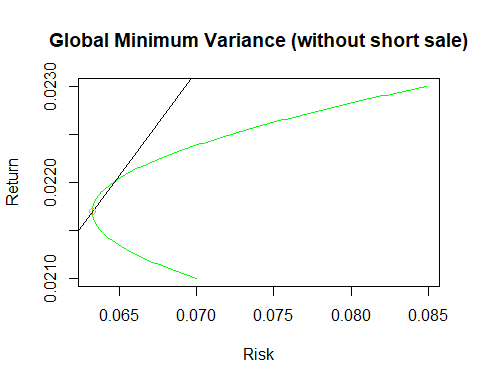 Global Minimum Variance (without short sale)
Return
0.0230
0.0220
0.0210
0.065 0.070 0.075 0.080 0.085
Risk